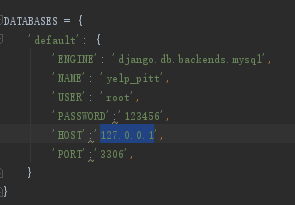 DATABASES = {
'default': {
'ENGINE': 'django.db.backends.mysql',
'NAME': 'yelp_pitt',
'USER': 'root',
'PASSWORD':'123456',
'HOST':'127.0.0.1',
'PORT':'3306',
}
}